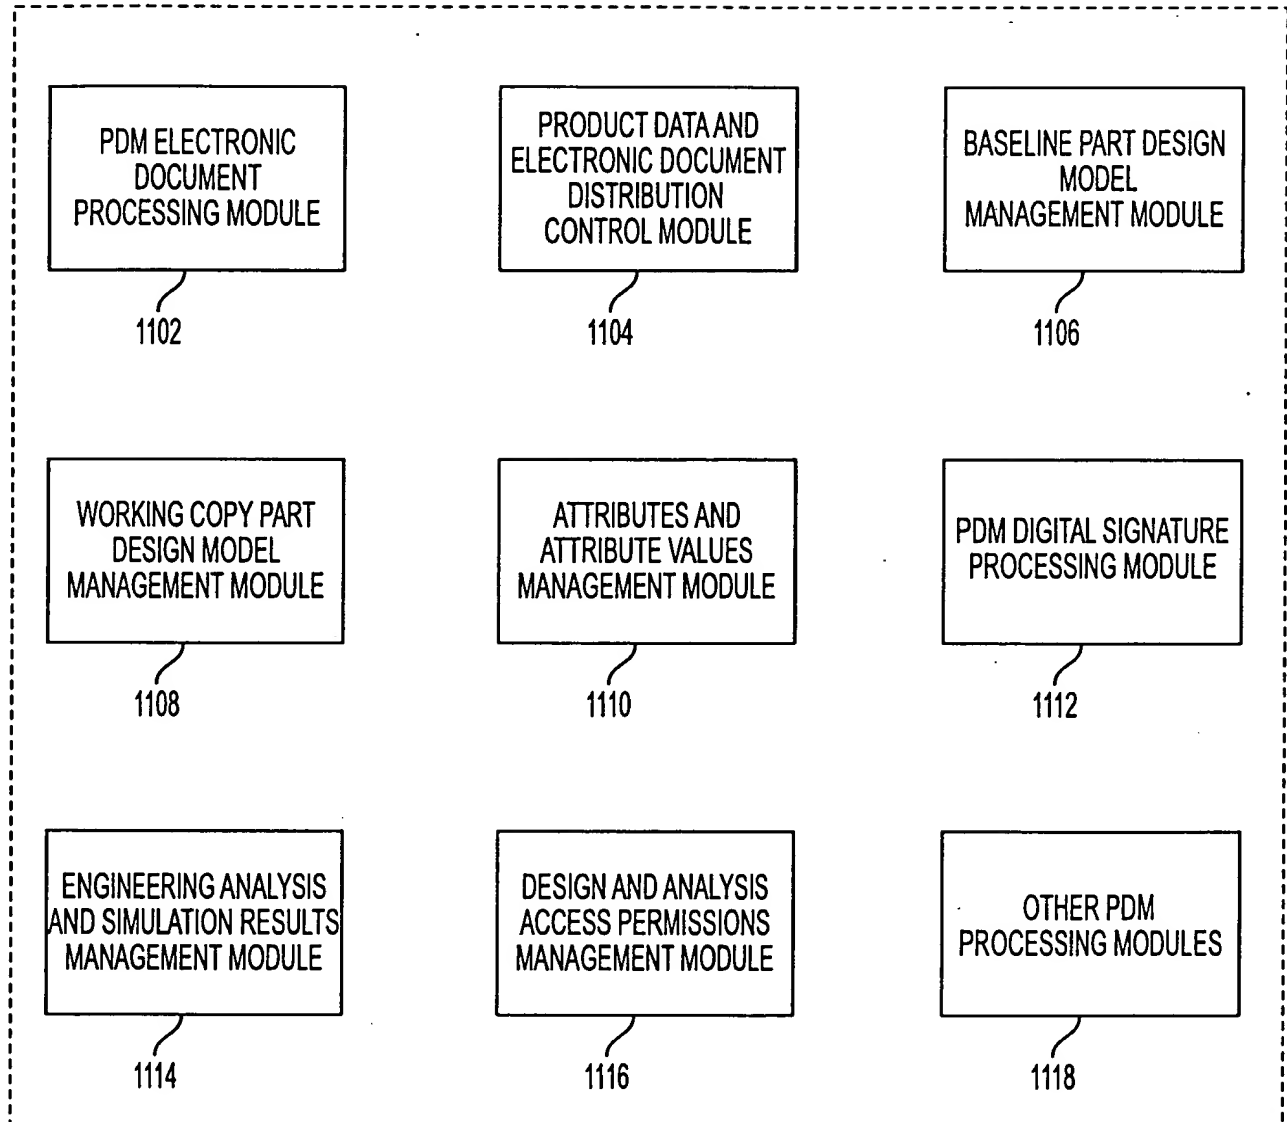 PDM ELECTRONIC
DOCUMENT
PROCESSING MODULE
1102
PRODUCT DATA AND
ELECTRONIC DOCUMENT
DISTRIBUTION
CONTROL MODULE
1104
BASELINE PART DESIGN
MODEL
MANAGEMENT MODULE
1106
WORKING COPY PART
DESIGN MODEL
MANAGEMENT MODULE
1108
ATTRIBUTES AND
ATTRIBUTE VALUES
MANAGEMENT MODULE
1110
PDM DIGITAL SIGNATURE
PROCESSING MODULE
1112
ENGINEERING ANALYSIS
AND SIMULATION RESULTS
MANAGEMENT MODULE
1114
DESIGN AND ANALYSIS
ACCESS PERMISSIONS
MANAGEMENT MODULE
1116
OTHER PDM
PROCESSING MODULES
1118